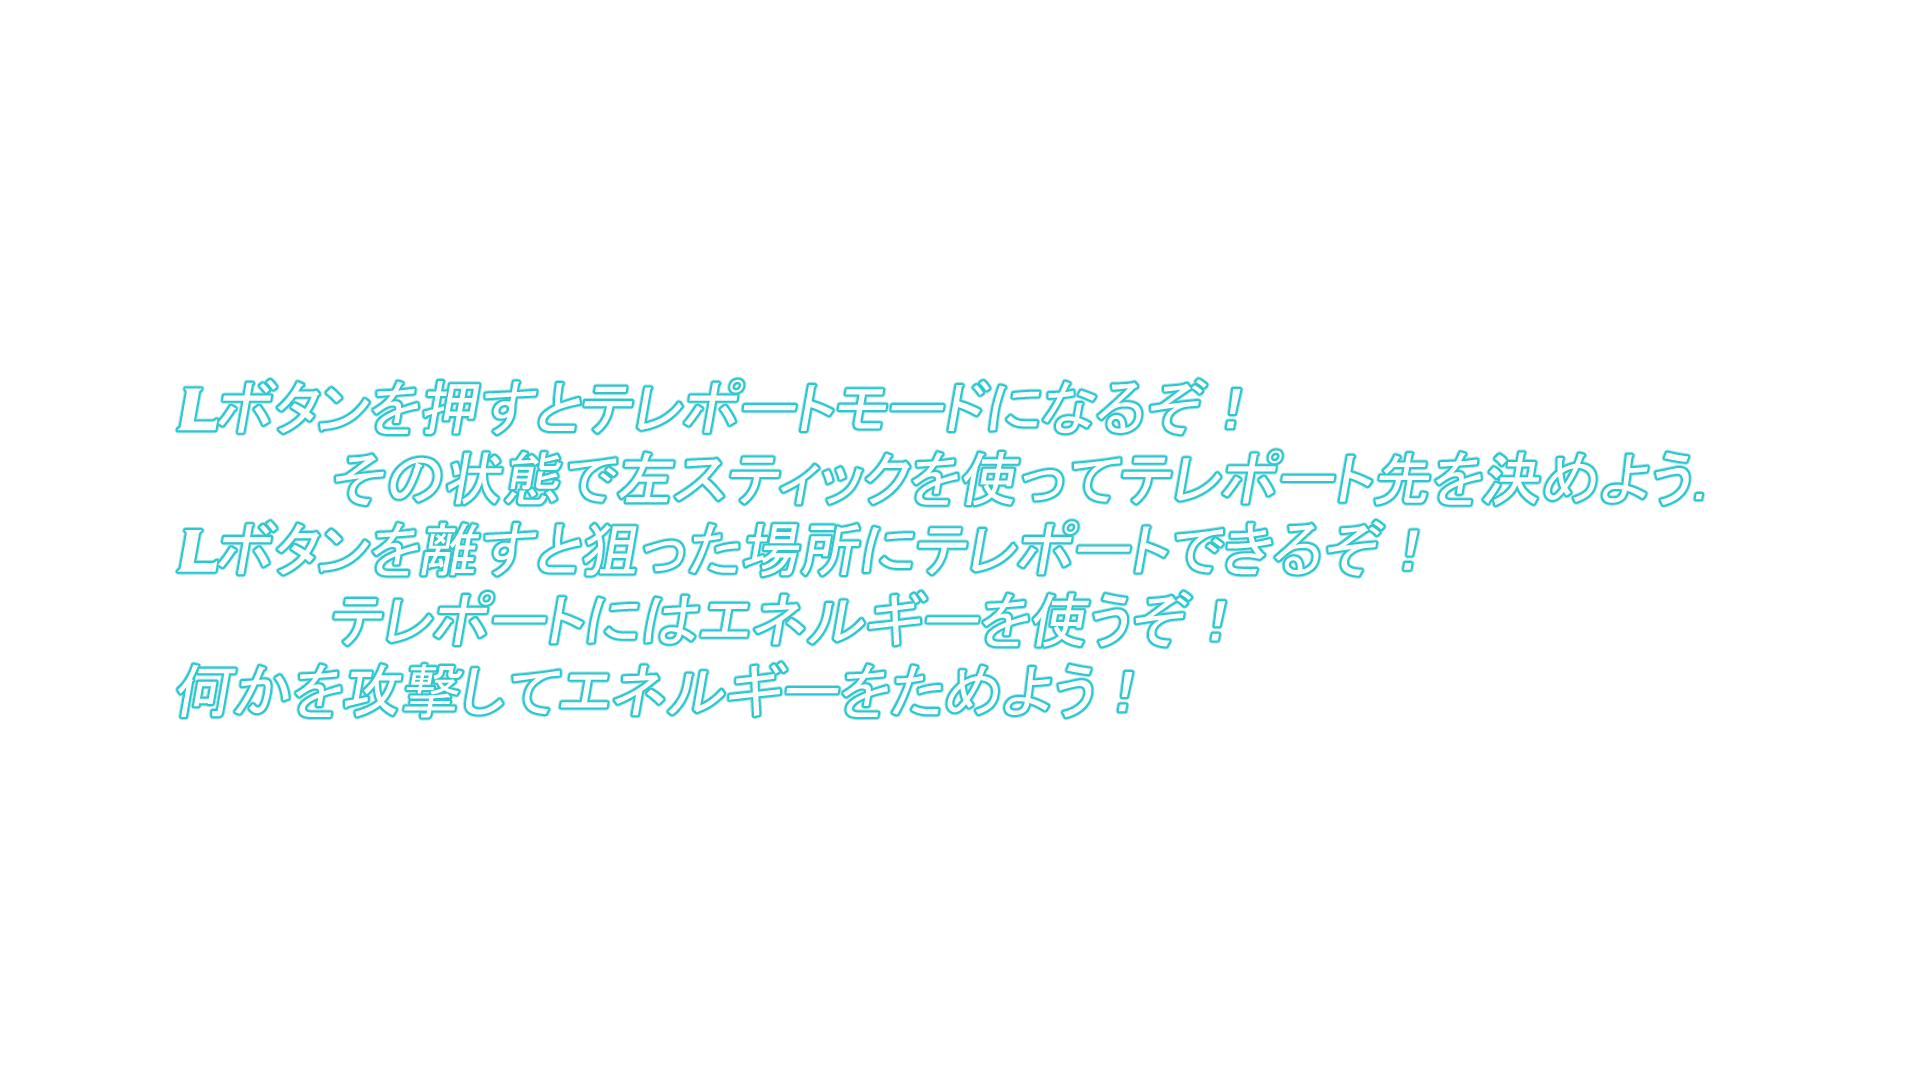 Lボタンを押すとテレポートモードになるぞ！
その状態で左スティックを使ってテレポート先を決めよう.
Lボタンを離すと狙った場所にテレポートできるぞ！
テレポートにはエネルギーを使うぞ！
何かを攻撃してエネルギーをためよう！